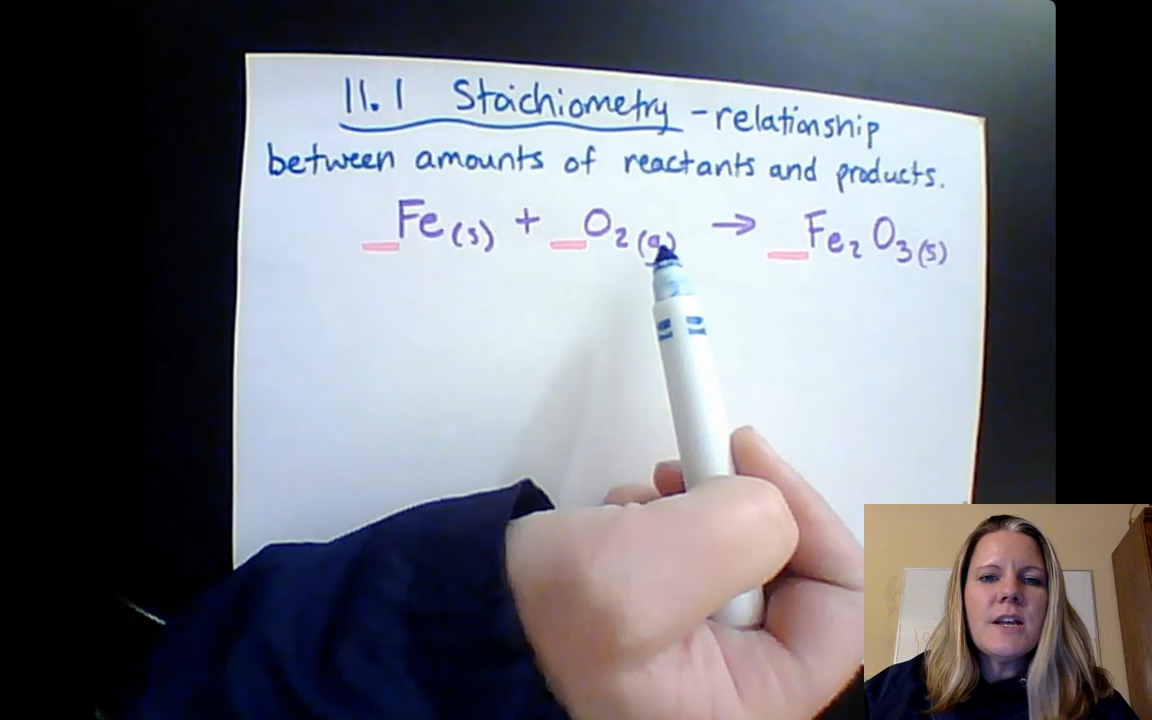 11.1 Stoichiometry - relationship
between amounts of reactants and products.
_Fe(s) + _O₂(g) → _Fe₂O₃(s)